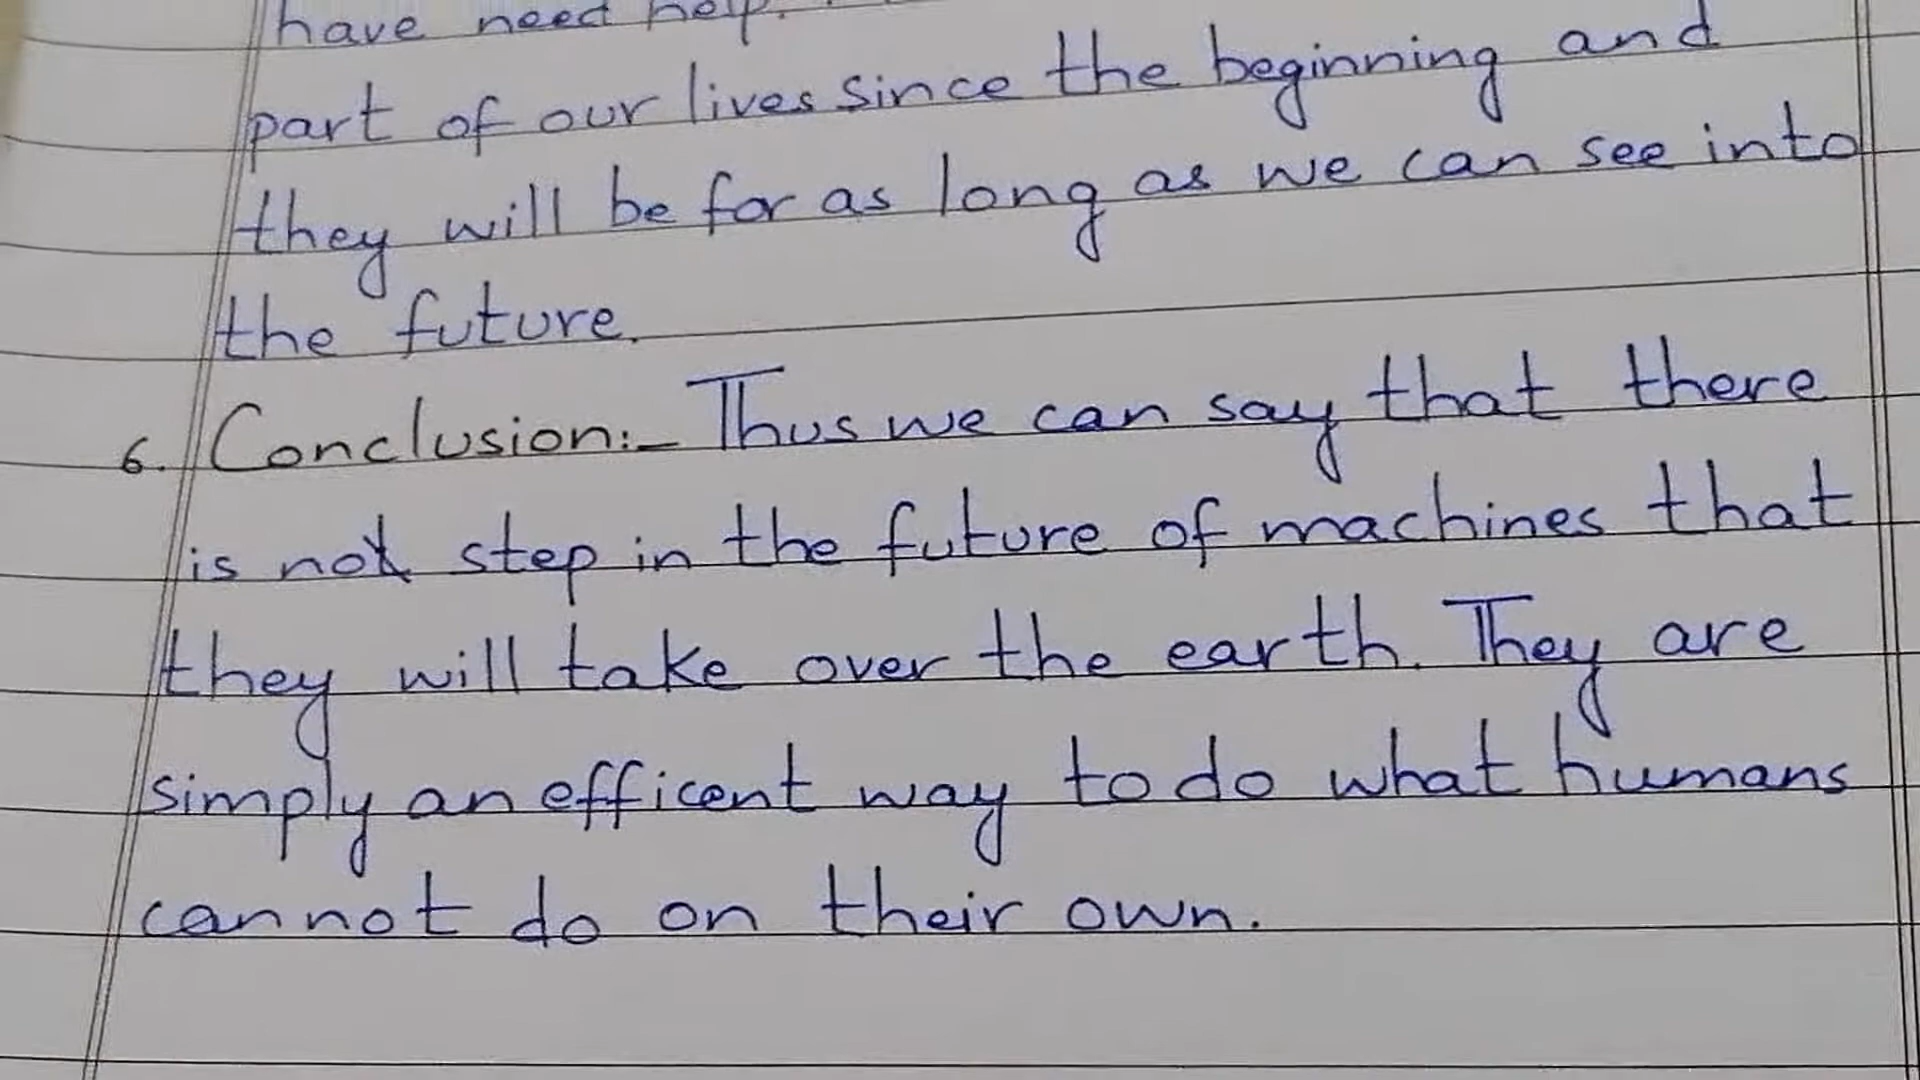 have need help.
part of our lives since the beginning and
they will be for as long as we can see into
the future.
6. Conclusion:- Thus we can say that there
is not step in the future of machines that
they will take over the earth. They are
simply an efficent way to do what humans
cannot do on their own.